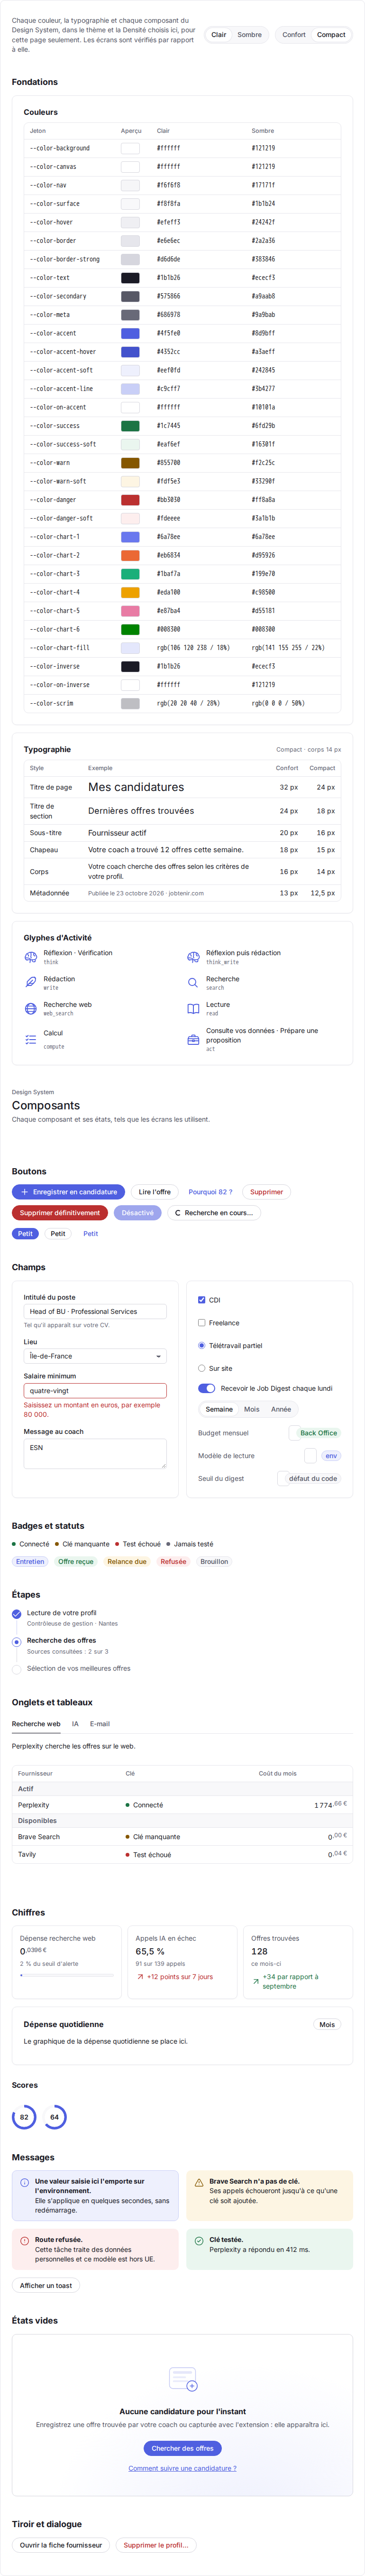 Chaque couleur, la typographie et chaque composant du
Design System, dans le thème et la Densité choisis ici, pour
cette page seulement. Les écrans sont vérifiés par rapport
à elle.
Clair Sombre
Confort Compact
Fondations
Couleurs
Jeton Aperçu Clair Sombre
--color-background #ffffff #121219
--color-canvas #ffffff #121219
--color-nav #f6f6f8 #17171f
--color-surface #f8f8fa #1b1b24
--color-hover #efeff3 #24242f
--color-border #e6e6ec #2a2a36
--color-border-strong #d6d6de #383846
--color-text #1b1b26 #ececf3
--color-secondary #575866 #a9aab8
--color-meta #686978 #9a9bab
--color-accent #4f5fe0 #8d9bff
--color-accent-hover #4352cc #a3aeff
--color-accent-soft #eef0fd #242845
--color-accent-line #c9cff7 #3b4277
--color-on-accent #ffffff #10101a
--color-success #1c7445 #6fd29b
--color-success-soft #eaf6ef #16301f
--color-warn #855700 #f2c25c
--color-warn-soft #fdf5e3 #33290f
--color-danger #bb3030 #ff8a8a
--color-danger-soft #fdeeee #3a1b1b
--color-chart-1 #6a78ee #6a78ee
--color-chart-2 #eb6834 #d95926
--color-chart-3 #1baf7a #199e70
--color-chart-4 #eda100 #c98500
--color-chart-5 #e87ba4 #d55181
--color-chart-6 #008300 #008300
--color-chart-fill rgb(106 120 238 / 18%) rgb(141 155 255 / 22%)
--color-inverse #1b1b26 #ececf3
--color-on-inverse #ffffff #121219
--color-scrim rgb(20 20 40 / 28%) rgb(0 0 0 / 50%)
Typographie
Compact · corps 14 px
Style Exemple Confort Compact
Titre de page Mes candidatures 32 px 24 px
Titre de
section
Dernières offres trouvées 24 px 18 px
Sous-titre Fournisseur actif 20 px 16 px
Chapeau Votre coach a trouvé 12 offres cette semaine. 18 px 15 px
Corps Votre coach cherche des offres selon les critères de
votre profil. 16 px 14 px
Métadonnée Publiée le 23 octobre 2026 · jobtenir.com 13 px 12,5 px
Glyphes d'Activité
Réflexion · Vérification
think
Réflexion puis rédaction
think_write
Rédaction
write
Recherche
search
Recherche web
web_search
Lecture
read
Calcul
compute
Consulte vos données · Prépare une
proposition
act
Design System
Composants
Chaque composant et ses états, tels que les écrans les utilisent.
Boutons
Enregistrer en candidature Lire l'offre Pourquoi 82 ? Supprimer
Supprimer définitivement Désactivé Recherche en cours…
Petit Petit Petit
Champs
Intitulé du poste
Head of BU · Professional Services
Tel qu'il apparaît sur votre CV.
Lieu
Île-de-France
Salaire minimum
quatre-vingt
Saisissez un montant en euros, par exemple
80 000.
Message au coach
ESN
CDI
Freelance
Télétravail partiel
Sur site
Recevoir le Job Digest chaque lundi
Semaine Mois Année
Budget mensuel Back Office
Modèle de lecture env
Seuil du digest défaut du code
Badges et statuts
Connecté Clé manquante Test échoué Jamais testé
Entretien Offre reçue Relance due Refusée Brouillon
Étapes
Lecture de votre profil
Contrôleuse de gestion · Nantes
Recherche des offres
Sources consultées : 2 sur 3
Sélection de vos meilleures offres
Onglets et tableaux
Recherche web IA E-mail
Perplexity cherche les offres sur le web.
Fournisseur Clé Coût du mois
Actif
Perplexity Connecté 1 774,66 €
Disponibles
Brave Search Clé manquante 0,00 €
Tavily Test échoué 0,04 €
Chiffres
Dépense recherche web
0,0396 €
2 % du seuil d'alerte
Appels IA en échec
65,5 %
91 sur 139 appels
+12 points sur 7 jours
Offres trouvées
128
ce mois-ci
+34 par rapport à
septembre
Dépense quotidienne
Mois
Le graphique de la dépense quotidienne se place ici.
Scores
82 64
Messages
Une valeur saisie ici l'emporte sur
l'environnement.
Elle s'applique en quelques secondes, sans
redémarrage.
Brave Search n'a pas de clé.
Ses appels échoueront jusqu'à ce qu'une
clé soit ajoutée.
Route refusée.
Cette tâche traite des données
personnelles et ce modèle est hors UE.
Clé testée.
Perplexity a répondu en 412 ms.
Afficher un toast
États vides
Aucune candidature pour l'instant
Enregistrez une offre trouvée par votre coach ou capturée avec l'extension : elle apparaîtra ici.
Chercher des offres
Comment suivre une candidature ?
Tiroir et dialogue
Ouvrir la fiche fournisseur Supprimer le profil…